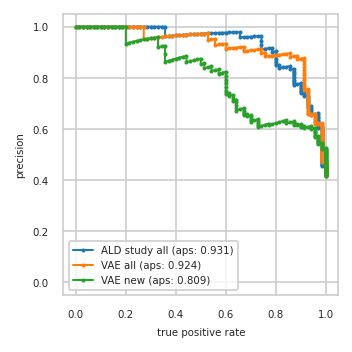 1.0
0.8
0.6
0.4
0.2
0.0
precision
ALD study all (aps: 0.931)
VAE all (aps: 0.924)
VAE new (aps: 0.809)
0.0 0.2 0.4 0.6 0.8 1.0
true positive rate